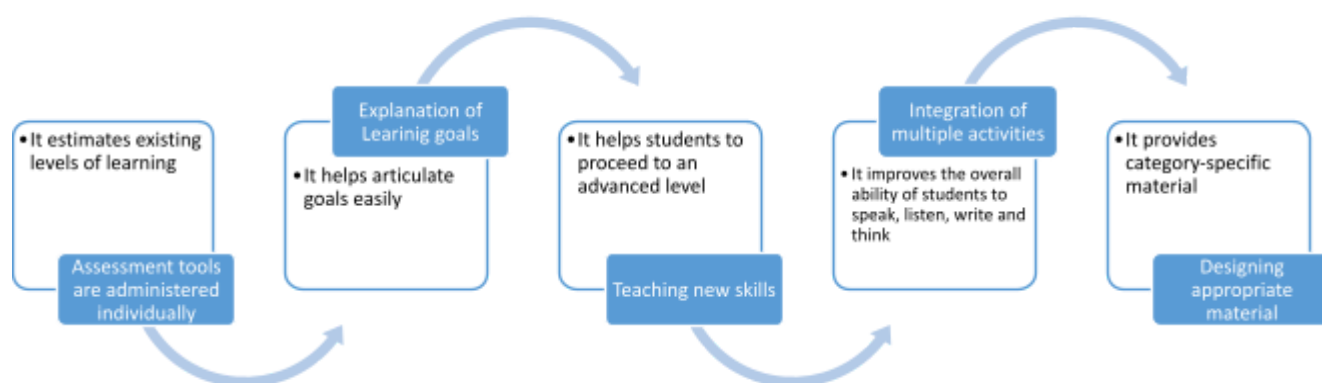 •It estimates existing
levels of learning
Assessment tools
are administered
individually
Explanation of
Learinig goals
•It helps articulate
goals easily
•It helps students to
proceed to an
advanced level
Teaching new skills
Integration of
multiple activities
•It improves the overall
ability of students to
speak, listen, write and
think
•It provides
category-specific
material
Designing
appropriate
material